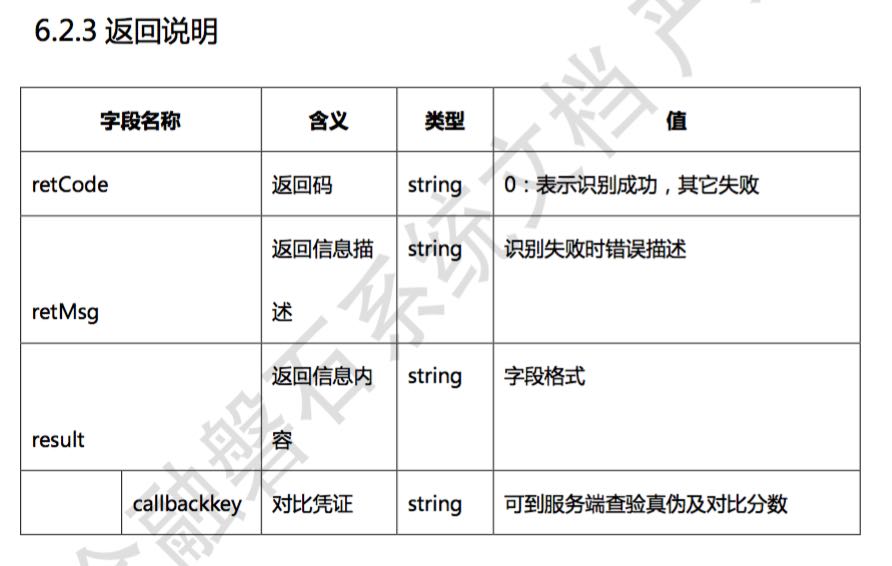 6.2.3 返回说明
字段名称 含义 类型 值
retCode 返回码 string 0：表示识别成功，其它失败
返回信息描 string 识别失败时错误描述
retMsg 述
返回信息内 string 字段格式
result 容
callbackkey 对比凭证 string 可到服务端查验真伪及对比分数
金融磐石系统文档 严